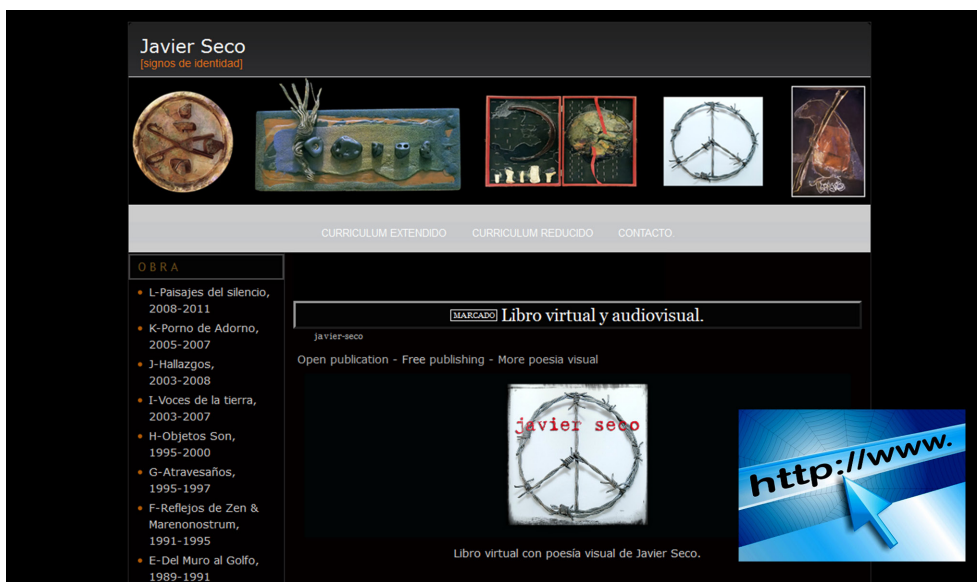 Javier Seco
[signos de identidad]
CURRICULUM EXTENDIDO CURRICULUM REDUCIDO CONTACTO
OBRA
L-Paisajes del silencio,
2008-2011
K-Porno de Adorno,
2005-2007
J-Hallazgos,
2003-2008
I-Voces de la tierra,
2003-2007
H-Objetos Son,
1995-2000
G-Atravesaños,
1995-1997
F-Reflejos de Zen &
Marenonostrum,
1991-1995
E-Del Muro al Golfo,
1989-1991
MARCADO Libro virtual y audiovisual.
javier-seco
Open publication - Free publishing - More poesia visual
javier seco
Libro virtual con poesía visual de Javier Seco.
http://www.